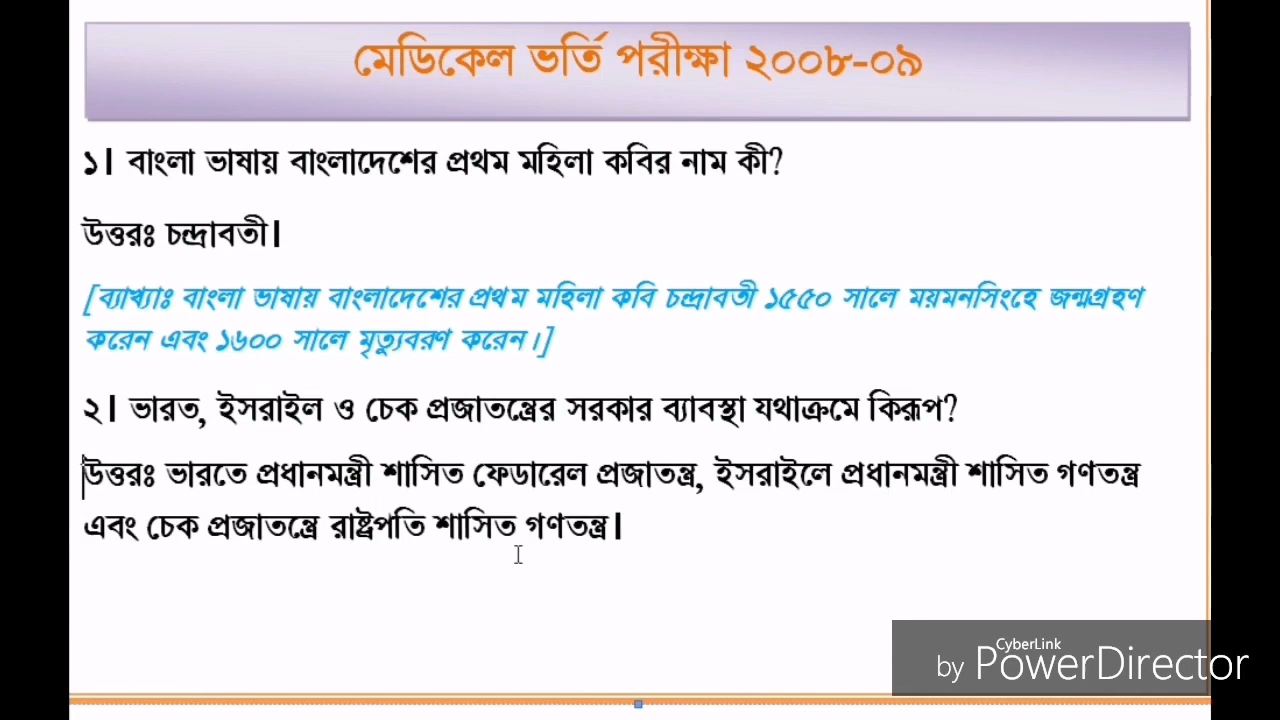 মেডিকেল ভর্তি পরীক্ষা ২০০৮-০৯
১। বাংলা ভাষায় বাংলাদেশের প্রথম মহিলা কবির নাম কী?
উত্তরঃ চন্দ্রাবতী।
[ব্যাখ্যাঃ বাংলা ভাষায় বাংলাদেশের প্রথম মহিলা কবি চন্দ্রাবতী ১৫৫০ সালে ময়মনসিংহে জন্মগ্রহণ
করেন এবং ১৬০০ সালে মৃত্যুবরণ করেন।]
২। ভারত, ইসরাইল ও চেক প্রজাতন্ত্রের সরকার ব্যাবস্থা যথাক্রমে কিরূপ?
উত্তরঃ ভারতে প্রধানমন্ত্রী শাসিত ফেডারেল প্রজাতন্ত্র, ইসরাইলে প্রধানমন্ত্রী শাসিত গণতন্ত্র
এবং চেক প্রজাতন্ত্রে রাষ্ট্রপতি শাসিত গণতন্ত্র।
CyberLink
by PowerDirector